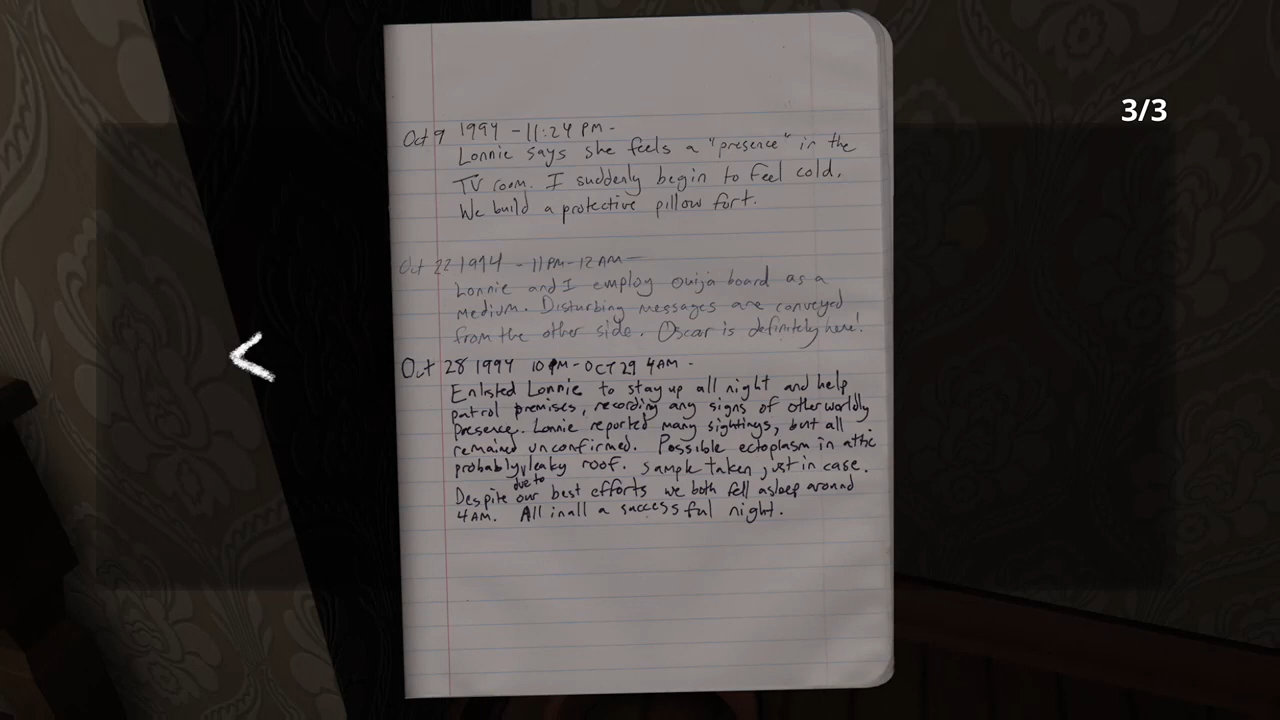 3/3
Oct 9 1994 - 11:24 PM -
Lonnie says she feels a "presence" in the
TV room. I suddenly begin to feel cold.
We build a protective pillow fort.
Oct 22 1994 - 11 PM - 12 AM -
Lonnie and I employ ouija board as a
medium. Disturbing messages are conveyed
from the other side. Oscar is definitely here!
Oct 28 1994 10 PM - OCT 29 4AM -
Enlisted Lonnie to stay up all night and help
patrol premises, recording any signs of otherworldly
presence. Lonnie reported many sightings, but all
remained unconfirmed. Possible ectoplasm in attic
probably leaky roof. Sample taken just in case.
due to
Despite our best efforts we both fell asleep around
4AM. All in all a successful night.
<